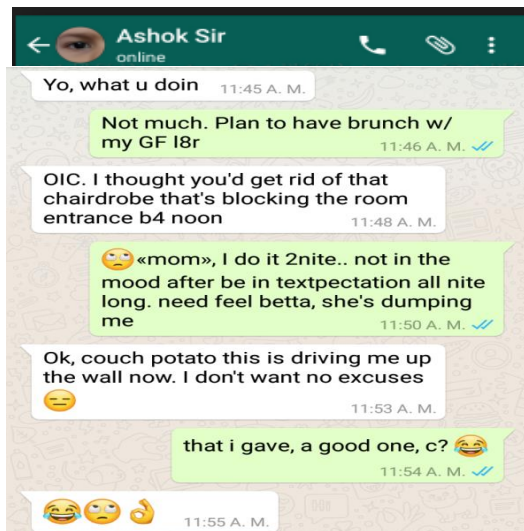 Ashok Sir
online
Yo, what u doin 11:45 A. M.
Not much. Plan to have brunch w/
my GF l8r 11:46 A. M.
OIC. I thought you'd get rid of that
chairdrobe that's blocking the room
entrance b4 noon 11:48 A. M.
🙄«mom», I do it 2nite.. not in the
mood after be in textpectation all nite
long. need feel betta, she's dumping
me 11:50 A. M.
Ok, couch potato this is driving me up
the wall now. I don't want no excuses
😑 11:53 A. M.
that i gave, a good one, c? 😂
11:54 A. M.
😂🙄👌 11:55 A. M.